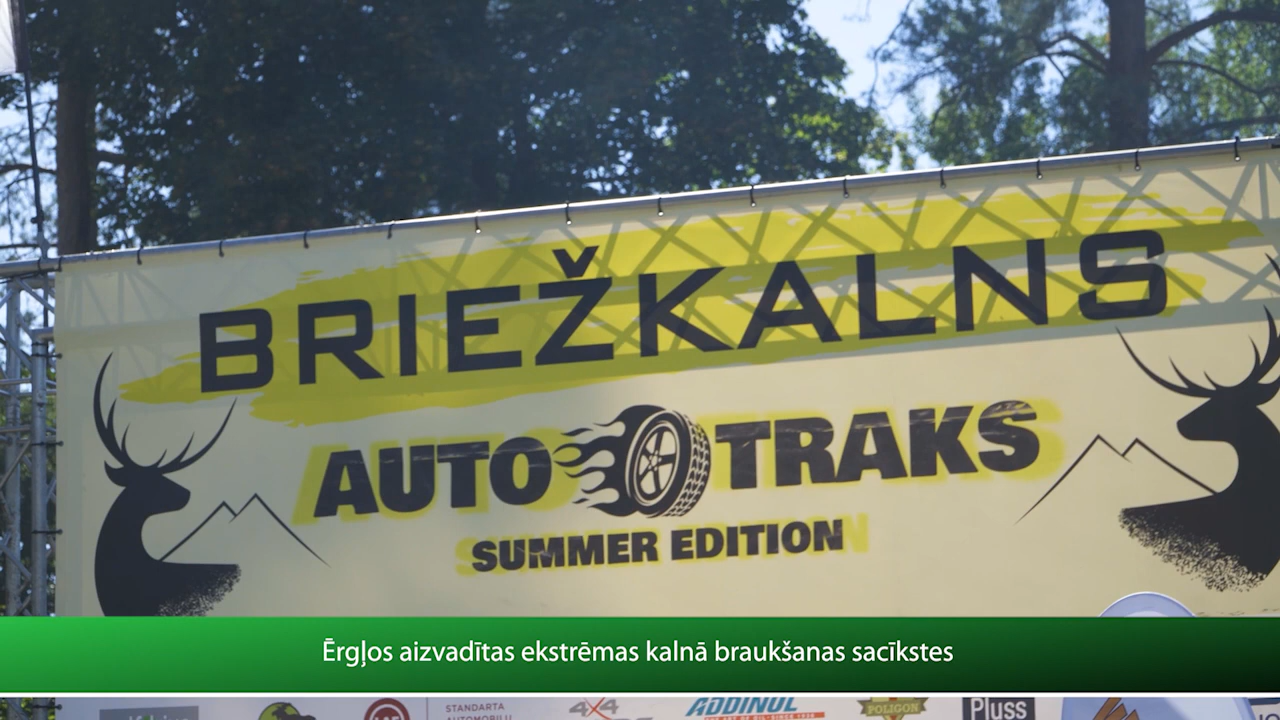 BRIEŽKALNS
AUTO TRAKS
SUMMER EDITION
Ērgļos aizvadītas ekstrēmas kalnā braukšanas sacīkstes
STANDARTA
4x4
ADDINOL
POLIGON
Pluss